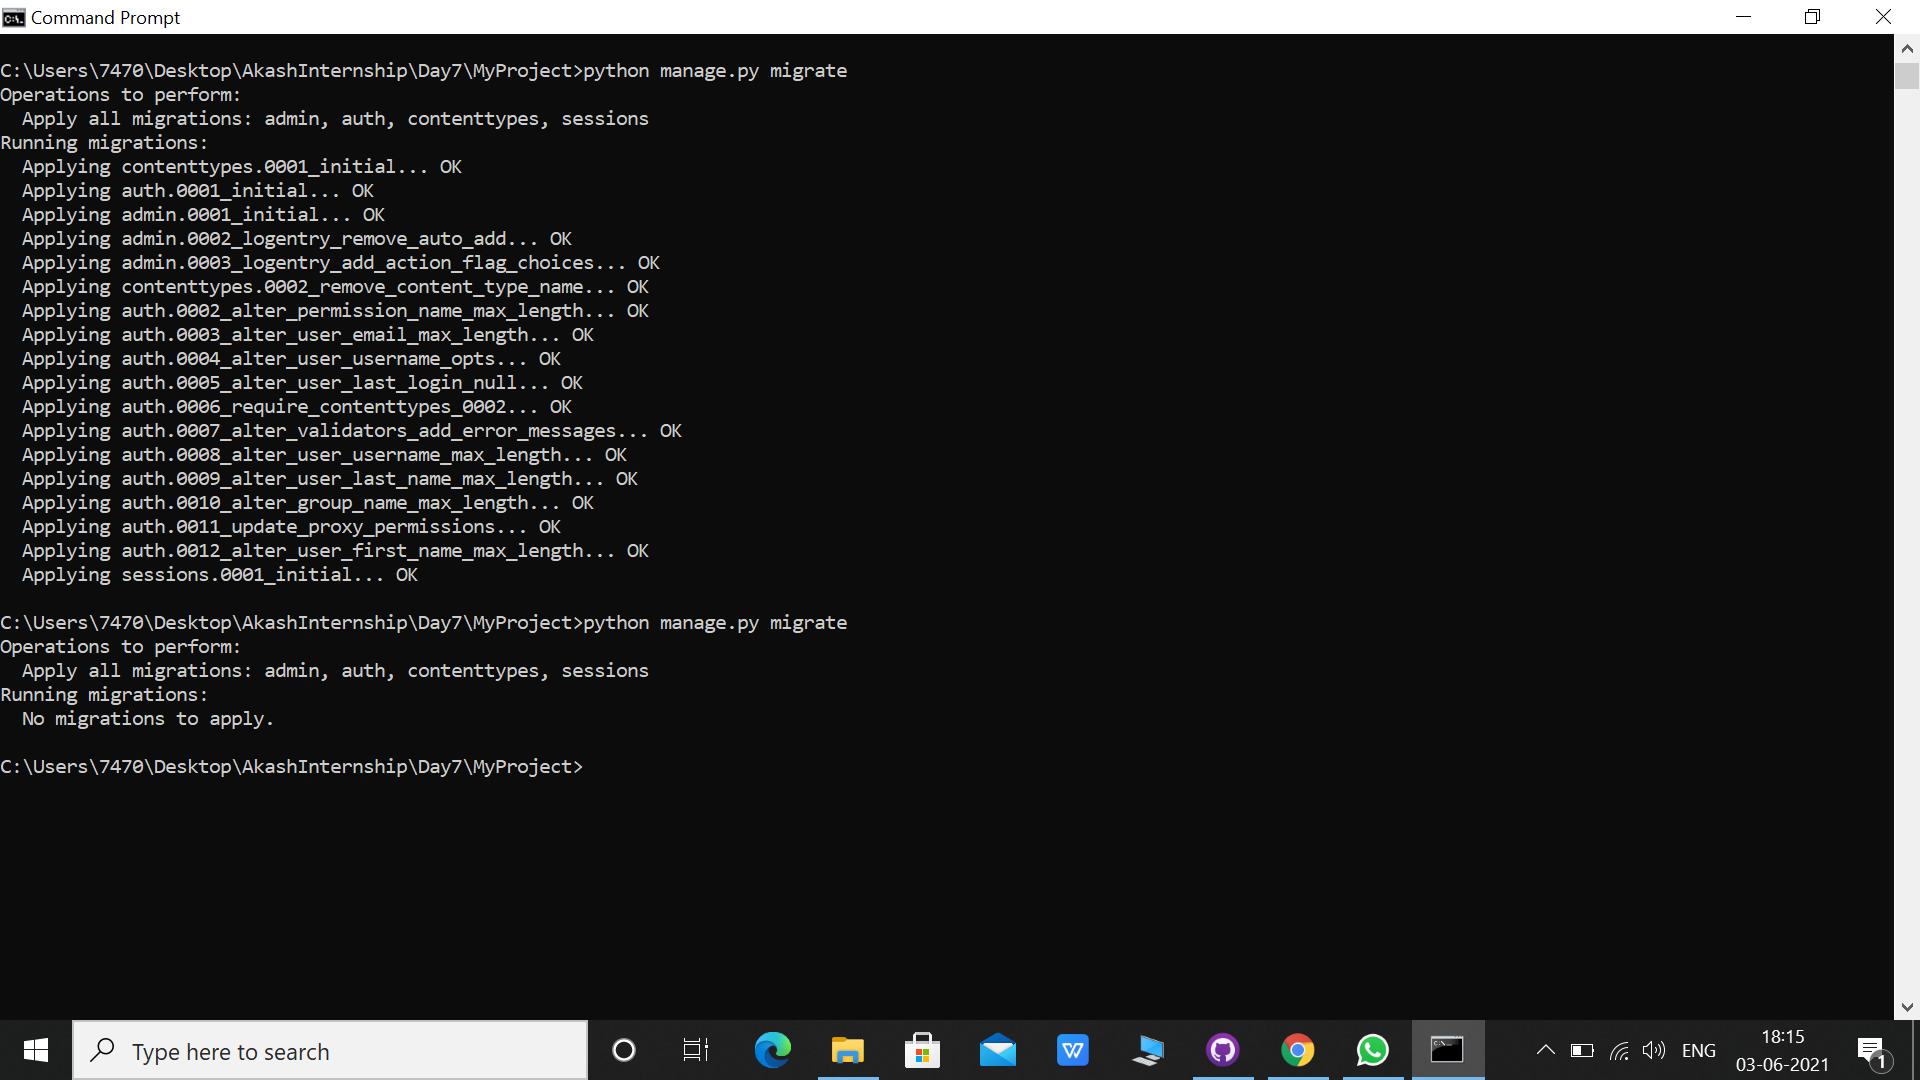 Command Prompt
C:\Users\7470\Desktop\AkashInternship\Day7\MyProject>python manage.py migrate
Operations to perform:
  Apply all migrations: admin, auth, contenttypes, sessions
Running migrations:
  Applying contenttypes.0001_initial... OK
  Applying auth.0001_initial... OK
  Applying admin.0001_initial... OK
  Applying admin.0002_logentry_remove_auto_add... OK
  Applying admin.0003_logentry_add_action_flag_choices... OK
  Applying contenttypes.0002_remove_content_type_name... OK
  Applying auth.0002_alter_permission_name_max_length... OK
  Applying auth.0003_alter_user_email_max_length... OK
  Applying auth.0004_alter_user_username_opts... OK
  Applying auth.0005_alter_user_last_login_null... OK
  Applying auth.0006_require_contenttypes_0002... OK
  Applying auth.0007_alter_validators_add_error_messages... OK
  Applying auth.0008_alter_user_username_max_length... OK
  Applying auth.0009_alter_user_last_name_max_length... OK
  Applying auth.0010_alter_group_name_max_length... OK
  Applying auth.0011_update_proxy_permissions... OK
  Applying auth.0012_alter_user_first_name_max_length... OK
  Applying sessions.0001_initial... OK
C:\Users\7470\Desktop\AkashInternship\Day7\MyProject>python manage.py migrate
Operations to perform:
  Apply all migrations: admin, auth, contenttypes, sessions
Running migrations:
  No migrations to apply.
C:\Users\7470\Desktop\AkashInternship\Day7\MyProject>
Type here to search
ENG
18:15
03-06-2021
1